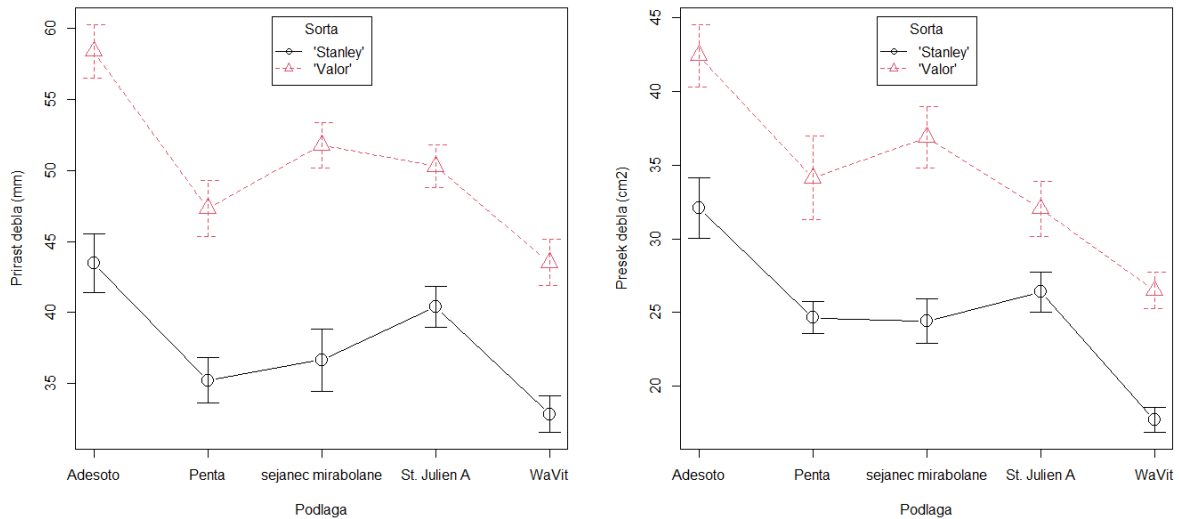 Sorta
'Stanley'
'Valor'
Prirast debla (mm)
60
55
50
45
40
35
Adesoto Penta sejanec mirabolane St. Julien A WaVit
Podlaga
Sorta
'Stanley'
'Valor'
Presek debla (cm2)
45
40
35
30
25
20
Adesoto Penta sejanec mirabolane St. Julien A WaVit
Podlaga